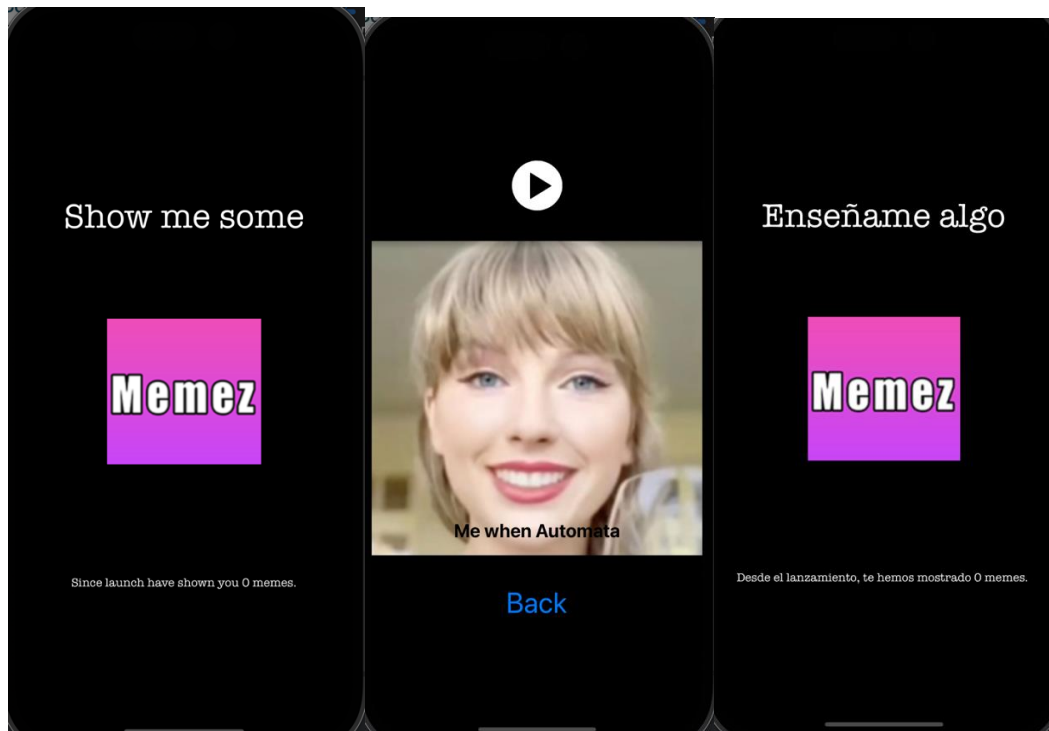 Show me some
Memez
Since launch have shown you 0 memes.
Me when Automata
Back
Enseñame algo
Memez
Desde el lanzamiento, te hemos mostrado 0 memes.